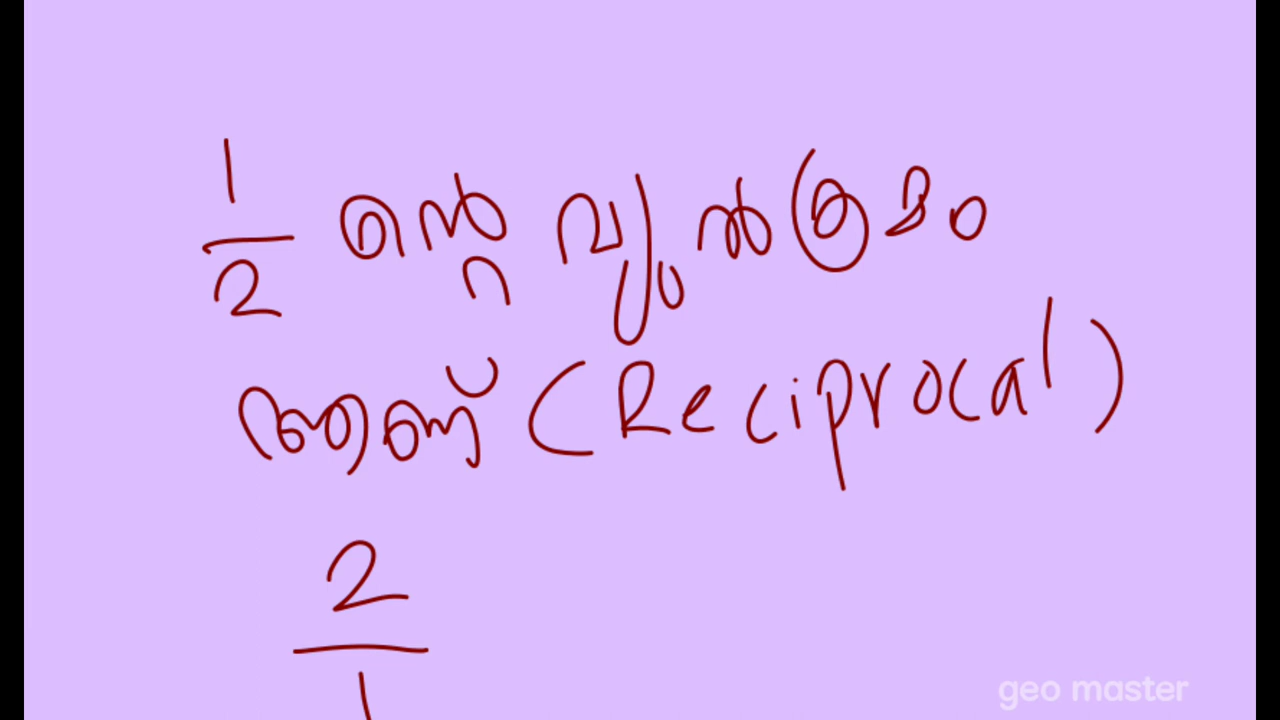 1/2 ന്റെ വ്യുൽക്രമം
ആണ് (Reciprocal)
2/1
geo master